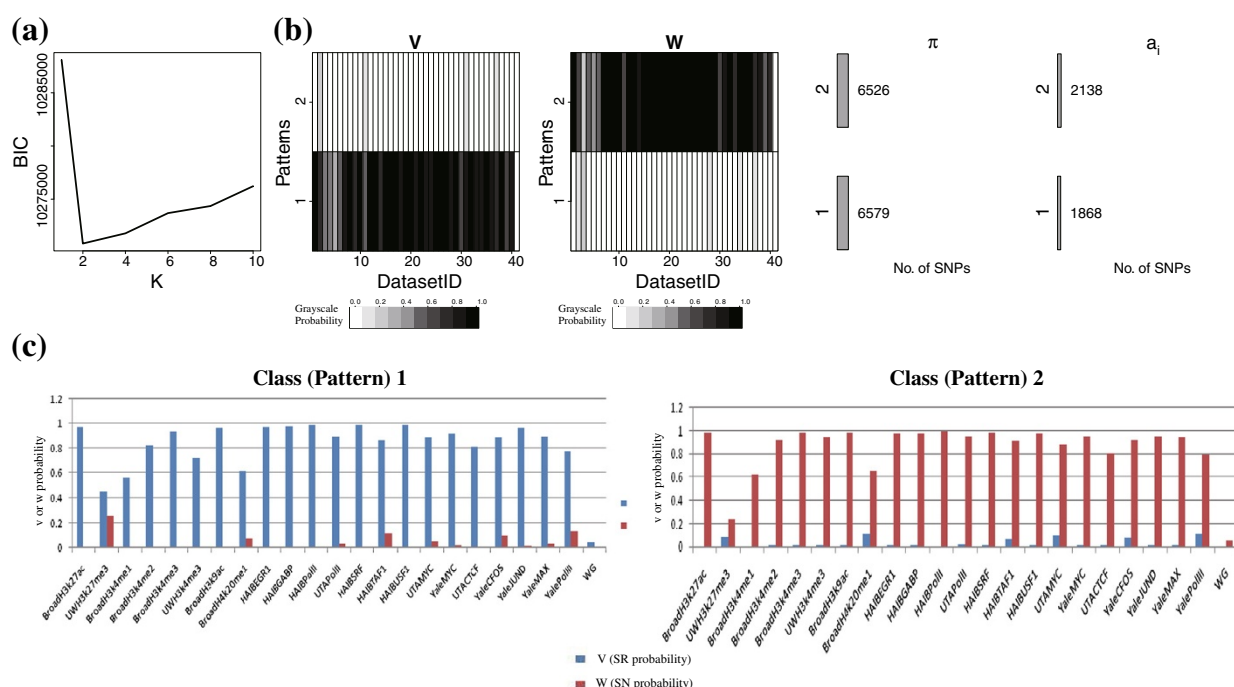 (a)
BIC
10285000
10275000
2 4 6 8 10
K
(b)
V
Patterns
2
1
0 10 20 30 40
DatasetID
Grayscale
Probability
0.0 0.2 0.4 0.6 0.8 1.0
W
Patterns
2
1
0 10 20 30 40
DatasetID
Grayscale
Probability
0.0 0.2 0.4 0.6 0.8 1.0
π
2 6526
1 6579
No. of SNPs
a_i
2 2138
1 1868
No. of SNPs
(c)
Class (Pattern) 1
v or w probability
1.2
1
0.8
0.6
0.4
0.2
0
BroadH3k27ac
UWH3k27me3
BroadH3k4me1
BroadH3k4me2
BroadH3k4me3
UWH3k4me3
BroadH3k9ac
BroadH4k20me1
HAIBEGR1
HAIBGABP
HAIBPolII
UTAPolII
HAIBSRF
HAIBTAF1
HAIBUSF1
UTAMYC
YaleMYC
UTACTCF
YaleCFOS
YaleJUND
YaleMAX
YalePolIII
WG
Class (Pattern) 2
v or w probability
1.2
1
0.8
0.6
0.4
0.2
0
BroadH3k27ac
UWH3k27me3
BroadH3k4me1
BroadH3k4me2
BroadH3k4me3
UWH3k4me3
BroadH3k9ac
BroadH4k20me1
HAIBEGR1
HAIBGABP
HAIBPolII
UTAPolII
HAIBSRF
HAIBTAF1
HAIBUSF1
UTAMYC
YaleMYC
UTACTCF
YaleCFOS
YaleJUND
YaleMAX
YalePolIII
WG
V (SR probability)
W (SN probability)